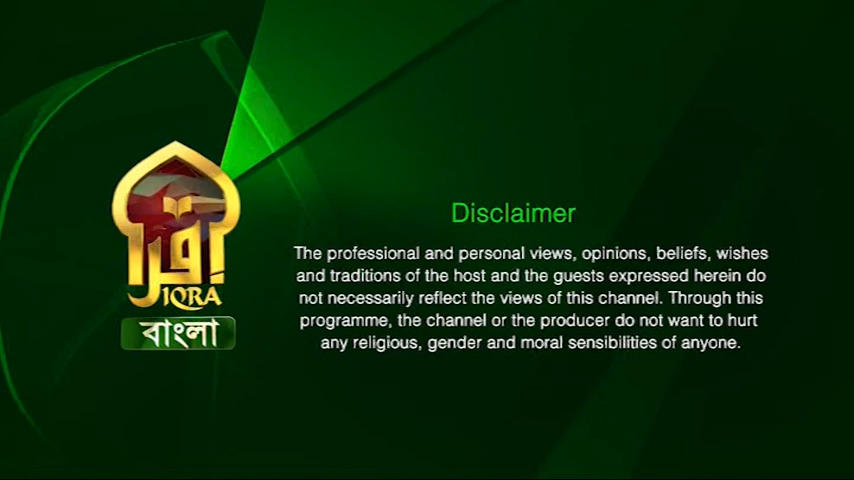 اقرأ
IQRA
বাংলা
Disclaimer
The professional and personal views, opinions, beliefs, wishes
and traditions of the host and the guests expressed herein do
not necessarily reflect the views of this channel. Through this
programme, the channel or the producer do not want to hurt
any religious, gender and moral sensibilities of anyone.